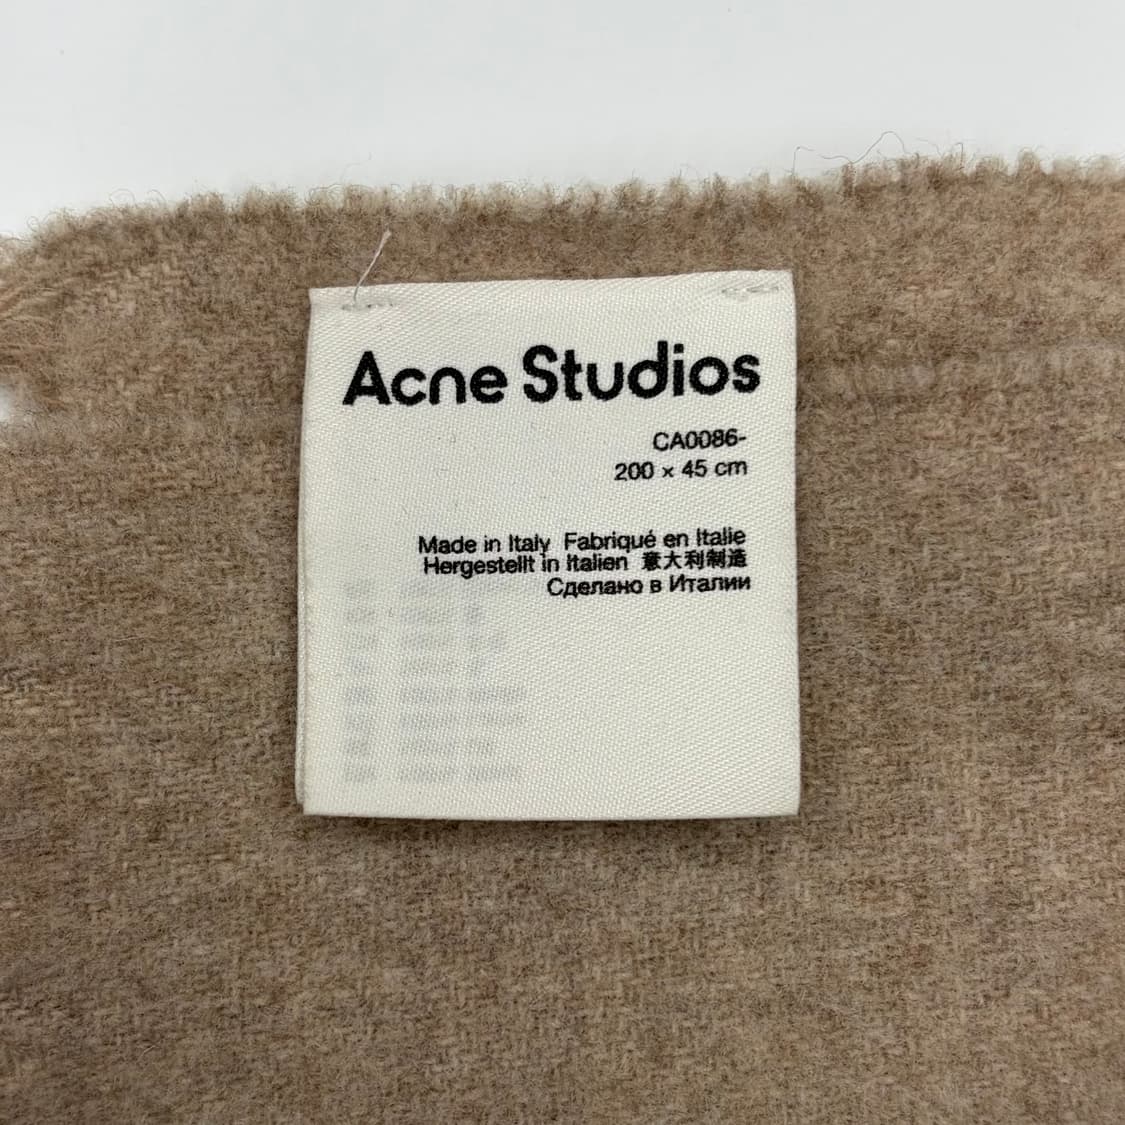 Acne Studios
CA0086-
200 × 45 cm
Made in Italy Fabriqué en Italie
Hergestellt in Italien 意大利制造
Сделано в Италии